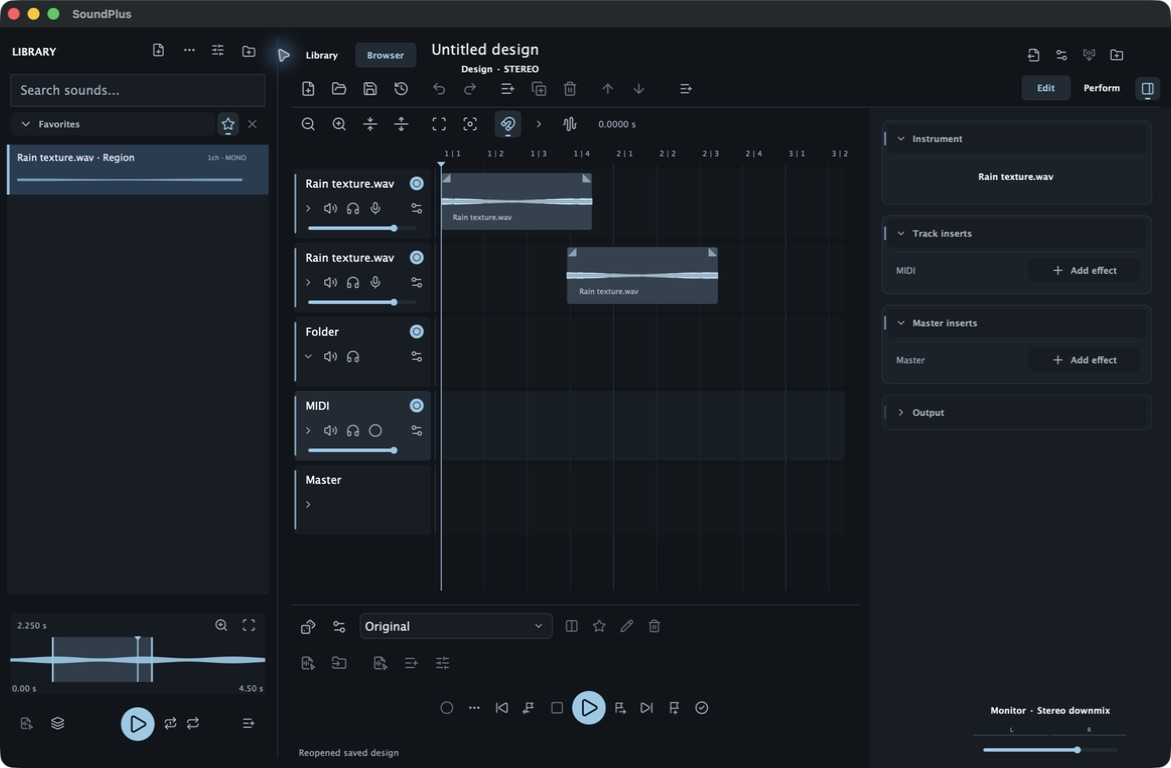 SoundPlus
LIBRARY
Search sounds...
Favorites
Rain texture.wav · Region
1ch · MONO
2.250 s
0.00 s
4.50 s
Library
Browser
Untitled design
Design · STEREO
Edit
Perform
0.0000 s
1|1 1|2 1|3 1|4 2|1 2|2 2|3 2|4 3|1 3|2
Rain texture.wav
Rain texture.wav
Rain texture.wav
Rain texture.wav
Folder
MIDI
Master
Original
Reopened saved design
Instrument
Rain texture.wav
Track inserts
MIDI
Add effect
Master inserts
Master
Add effect
Output
Monitor · Stereo downmix
L R